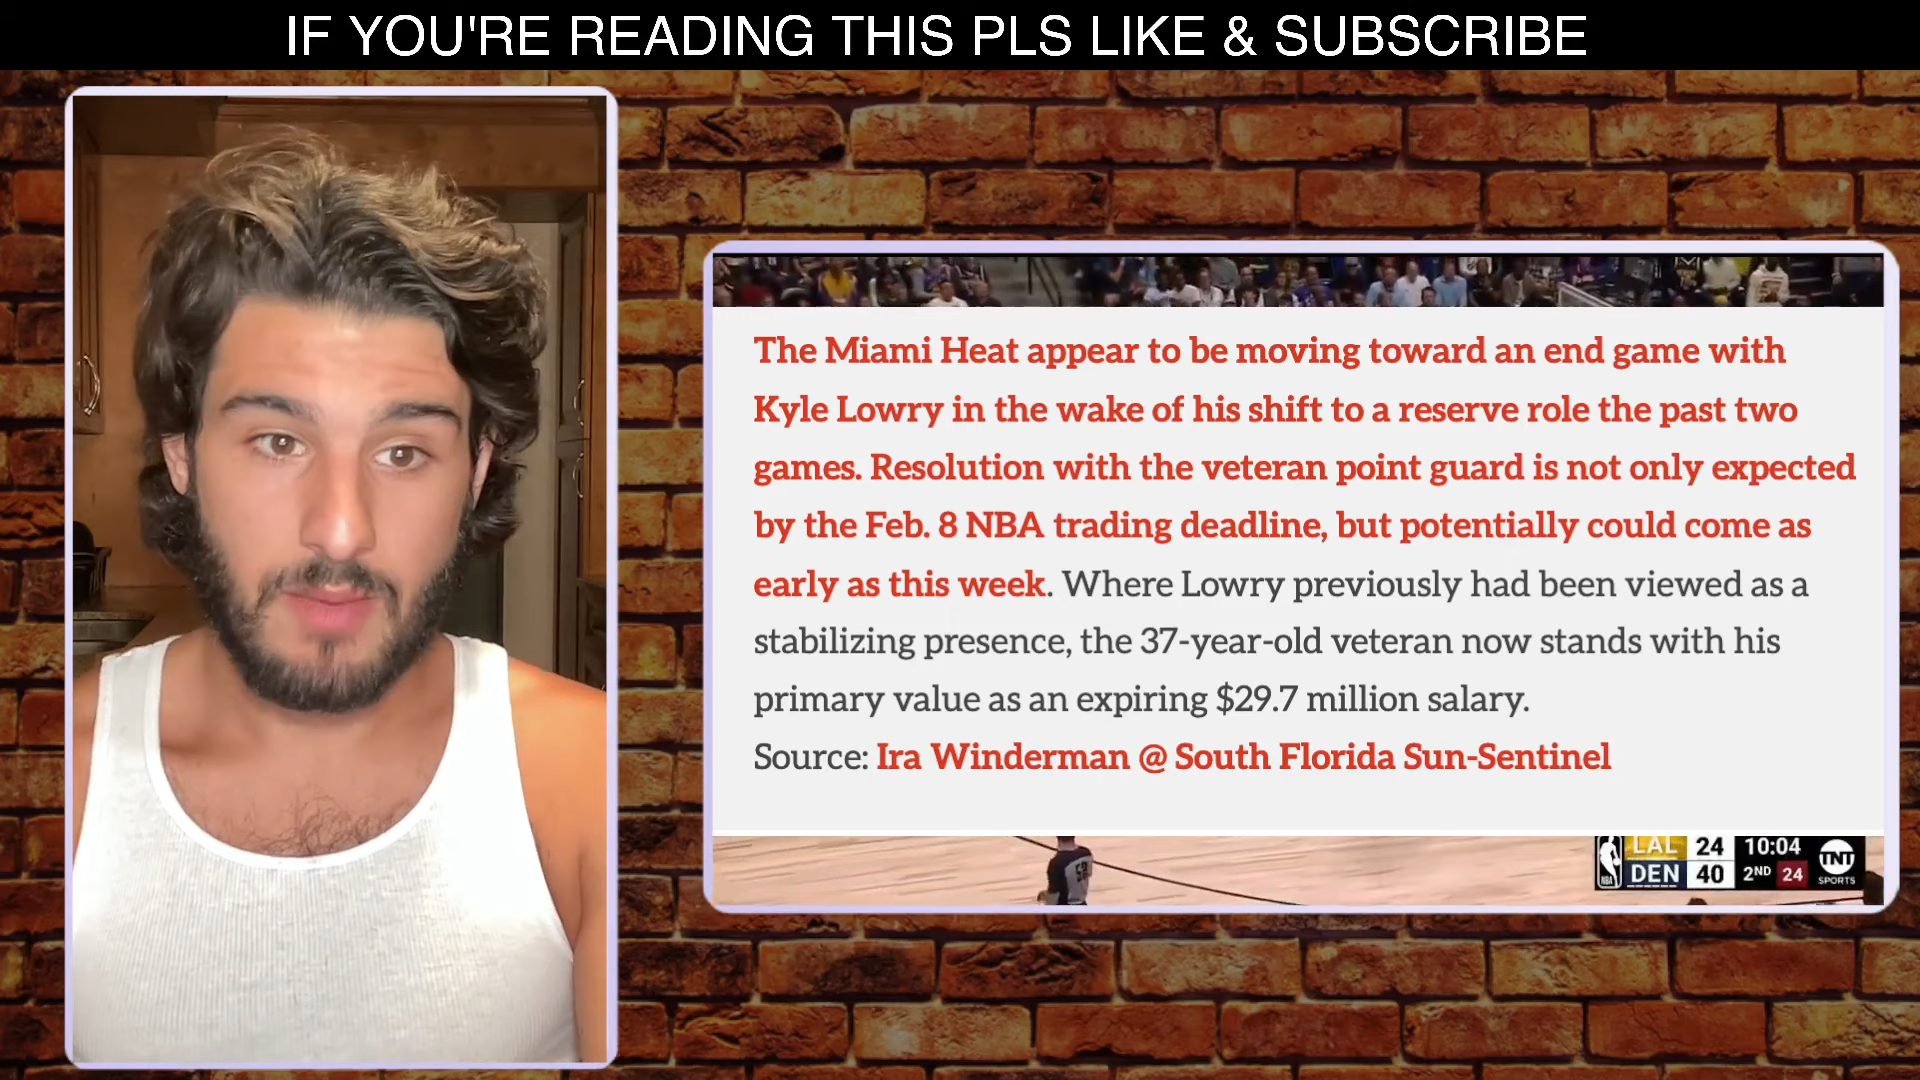 IF YOU'RE READING THIS PLS LIKE & SUBSCRIBE
The Miami Heat appear to be moving toward an end game with
Kyle Lowry in the wake of his shift to a reserve role the past two
games. Resolution with the veteran point guard is not only expected
by the Feb. 8 NBA trading deadline, but potentially could come as
early as this week. Where Lowry previously had been viewed as a
stabilizing presence, the 37-year-old veteran now stands with his
primary value as an expiring $29.7 million salary.
Source: Ira Winderman @ South Florida Sun-Sentinel
LAL 24 10:04
DEN 40 2ND 24
NBA
TNT
SPORTS